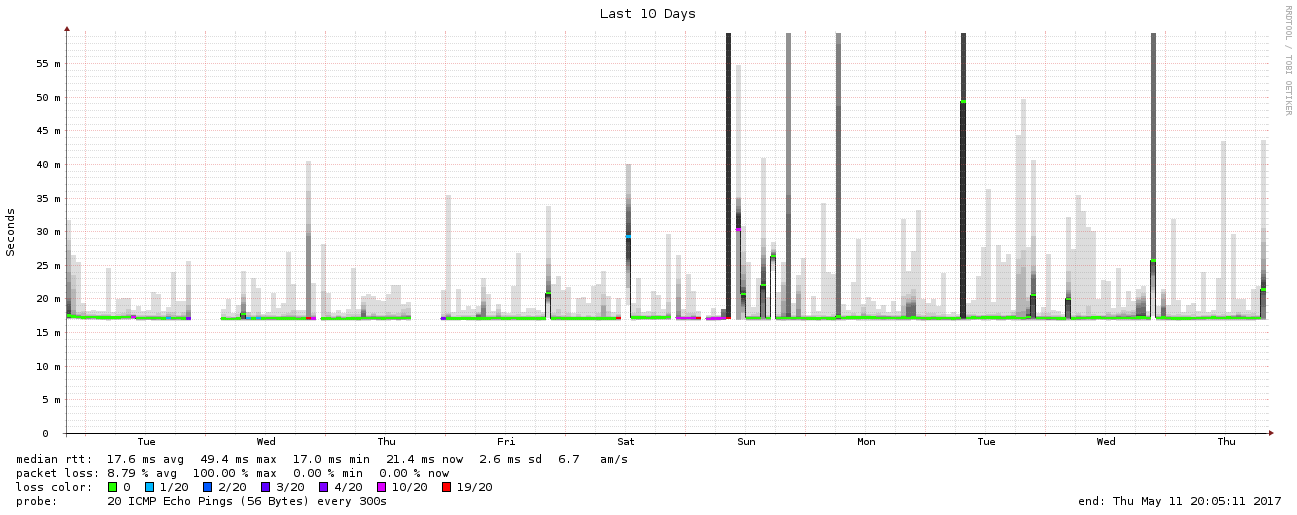 Last 10 Days
RRDTOOL / TOBI OETIKER
Seconds
55 m
50 m
45 m
40 m
35 m
30 m
25 m
20 m
15 m
10 m
5 m
0
Tue Wed Thu Fri Sat Sun Mon Tue Wed Thu
median rtt: 17.6 ms avg 49.4 ms max 17.0 ms min 21.4 ms now 2.6 ms sd 6.7 am/s
packet loss: 8.79 % avg 100.00 % max 0.00 % min 0.00 % now
loss color: 0 1/20 2/20 3/20 4/20 10/20 19/20
probe: 20 ICMP Echo Pings (56 Bytes) every 300s end: Thu May 11 20:05:11 2017